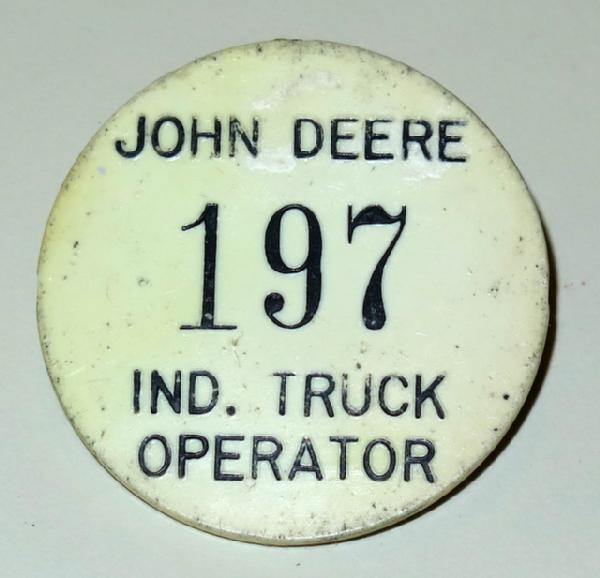 JOHN DEERE
197
IND. TRUCK
OPERATOR